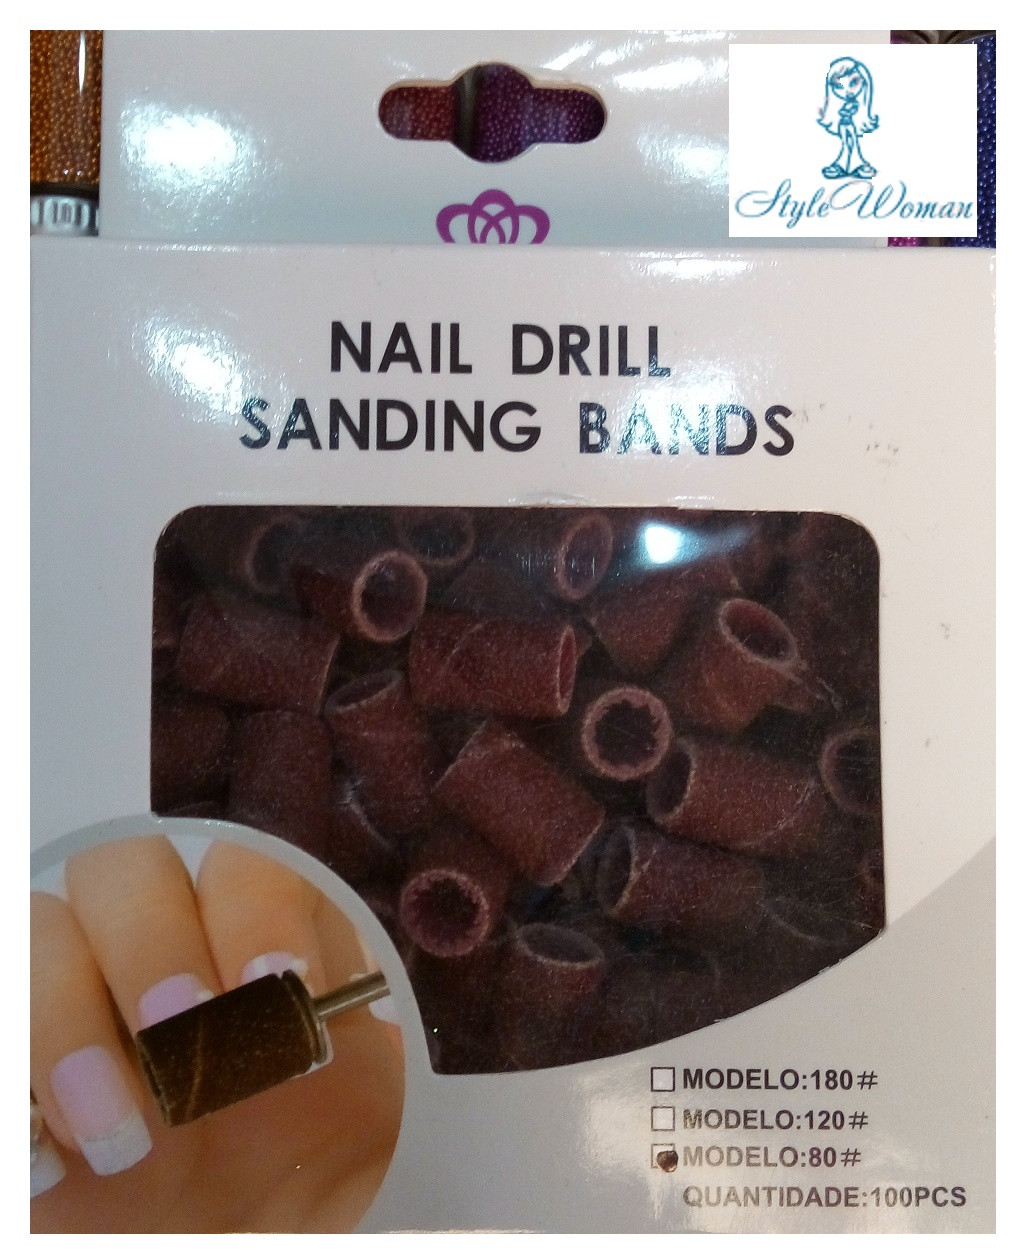 Style Woman
NAIL DRILL
SANDING BANDS
MODELO:180#
MODELO:120#
MODELO:80#
QUANTIDADE:100PCS